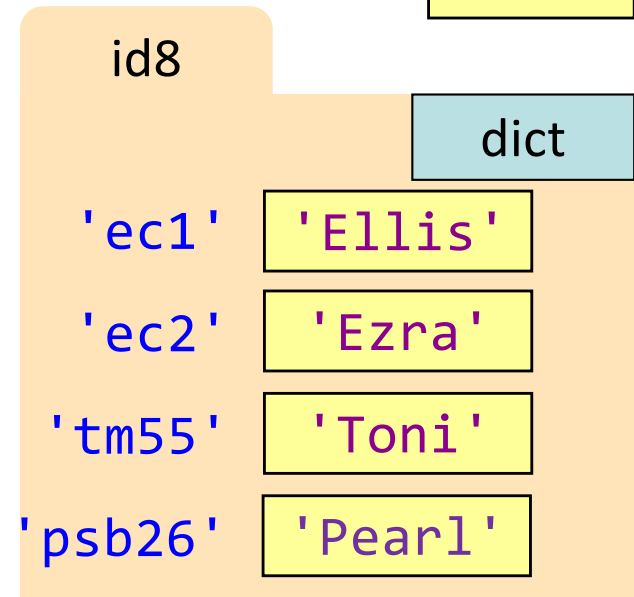 id8
dict
'ec1' 'Ellis'
'ec2' 'Ezra'
'tm55' 'Toni'
'psb26' 'Pearl'